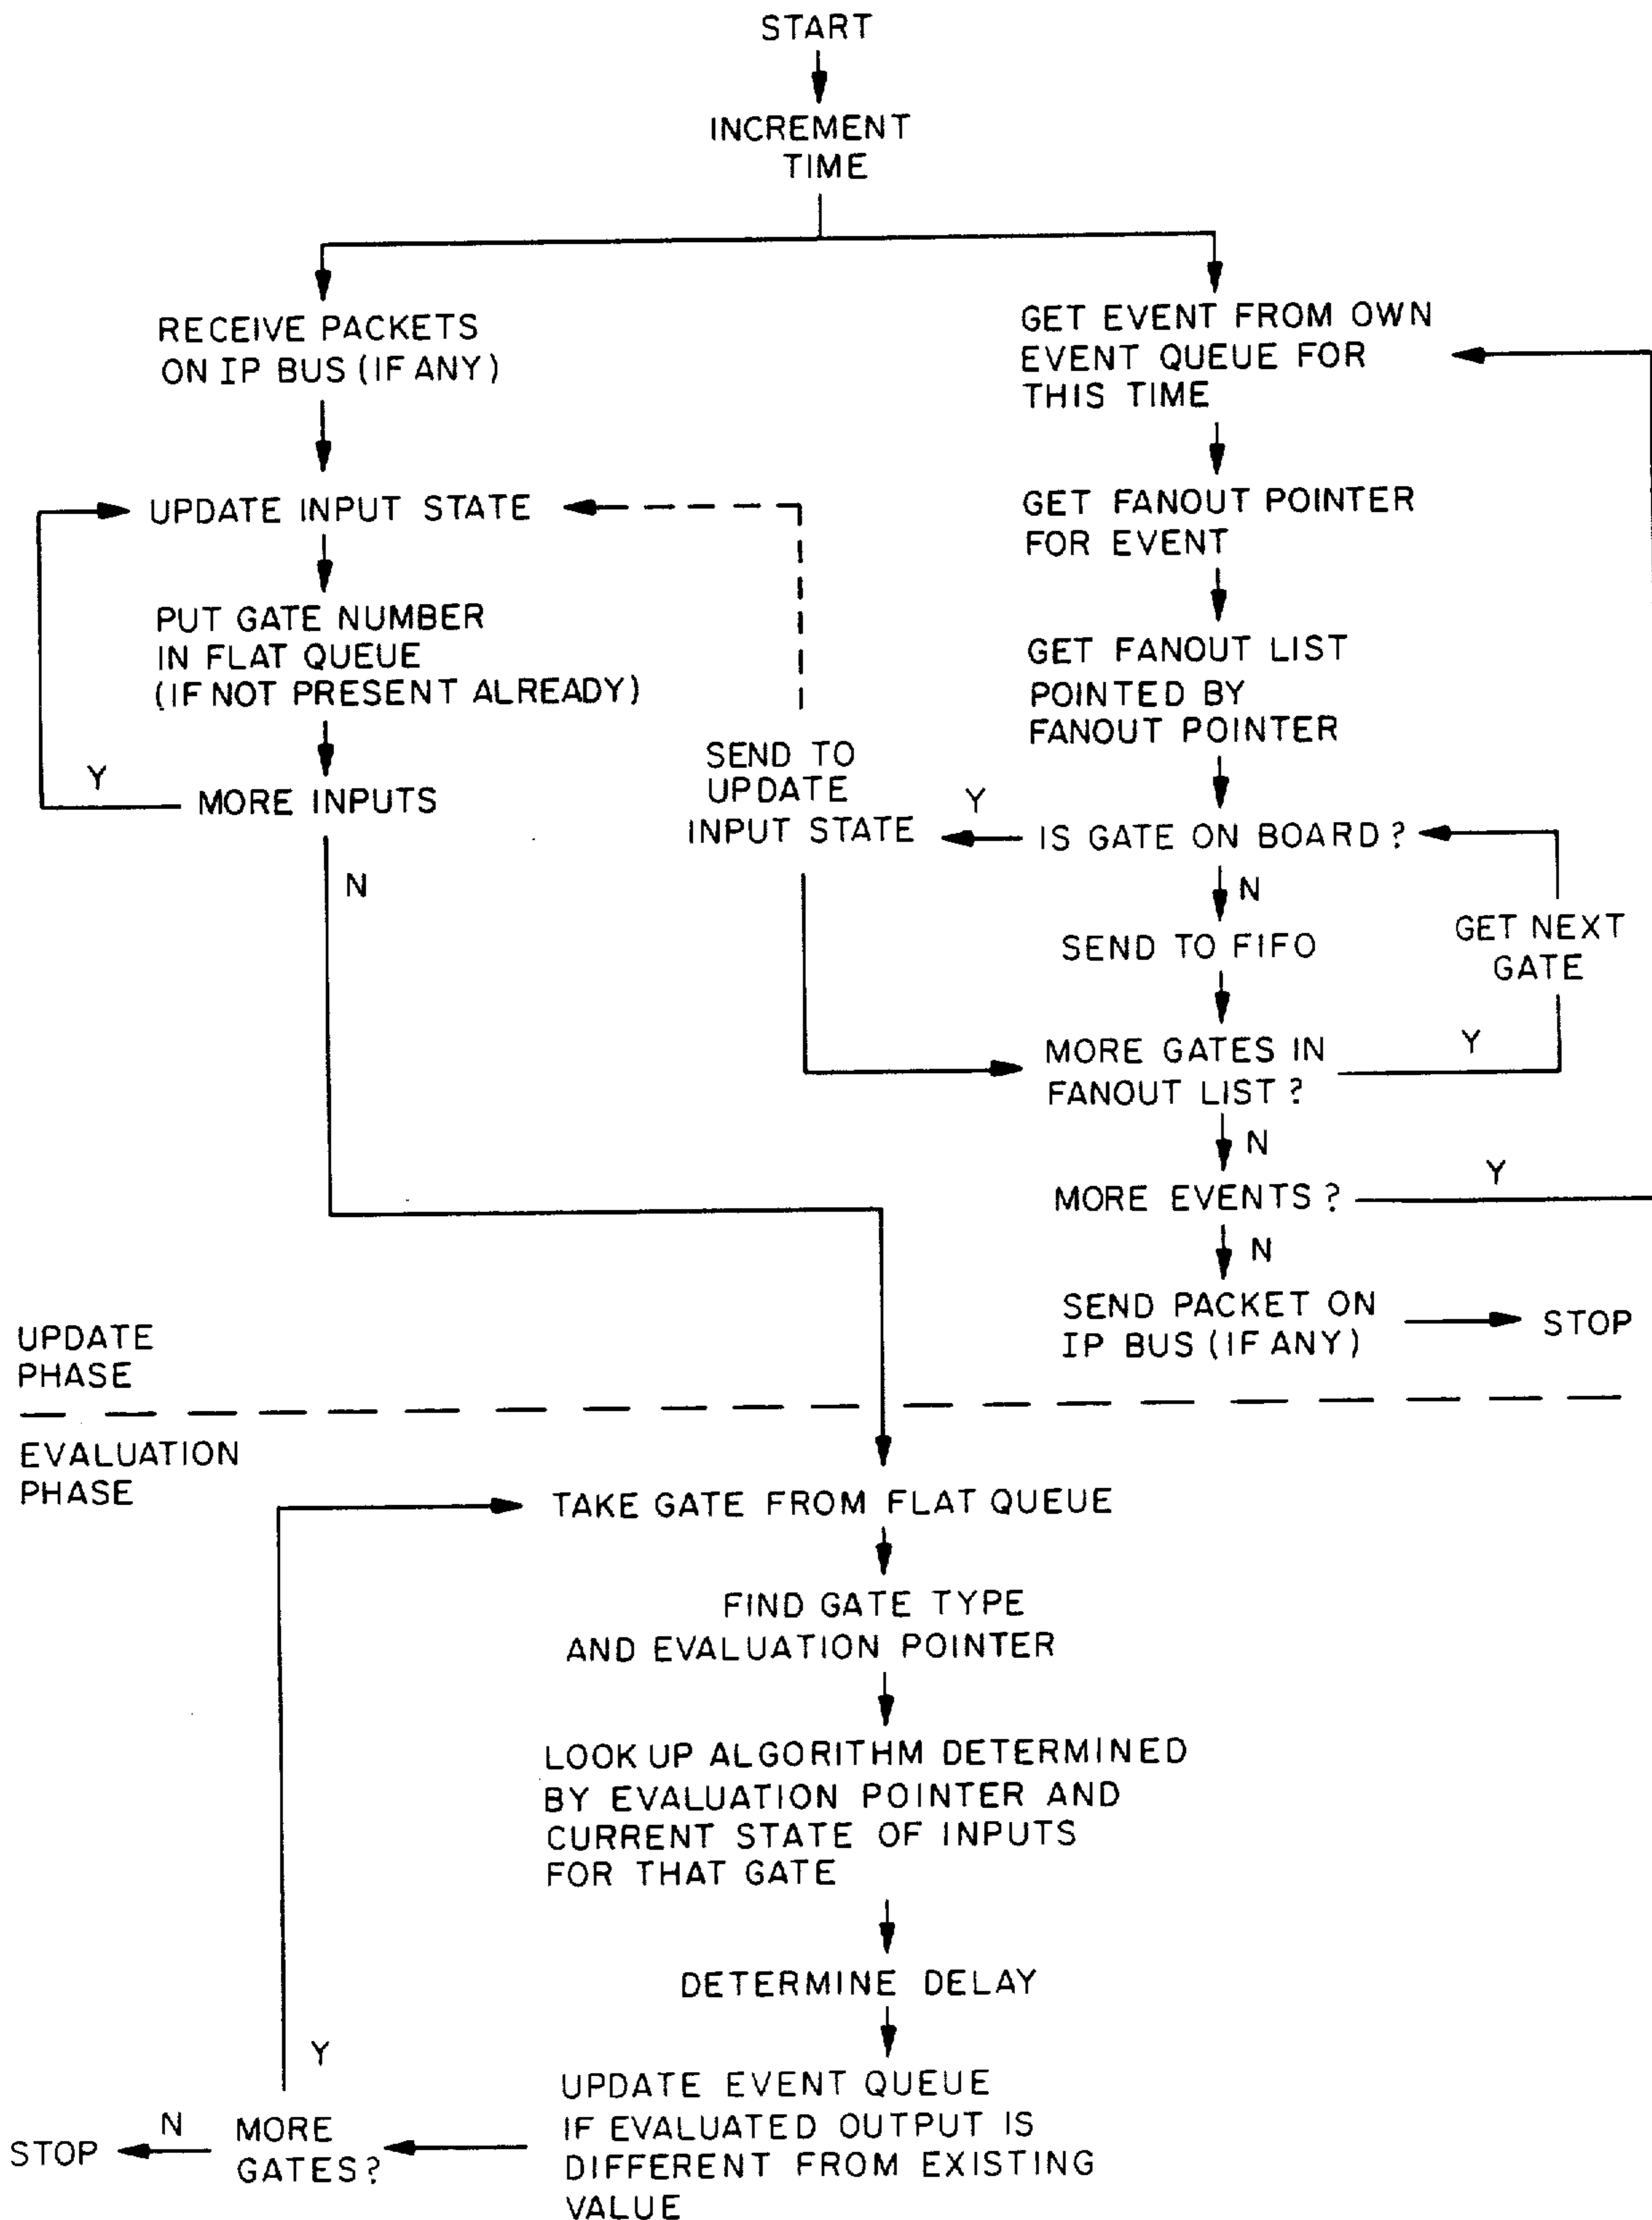 START
INCREMENT
TIME
RECEIVE PACKETS
ON IP BUS (IF ANY)
UPDATE INPUT STATE
PUT GATE NUMBER
IN FLAT QUEUE
(IF NOT PRESENT ALREADY)
Y
MORE INPUTS
N
GET EVENT FROM OWN
EVENT QUEUE FOR
THIS TIME
GET FANOUT POINTER
FOR EVENT
GET FANOUT LIST
POINTED BY
FANOUT POINTER
SEND TO
UPDATE
INPUT STATE
Y
IS GATE ON BOARD?
N
SEND TO FIFO
GET NEXT
GATE
MORE GATES IN
FANOUT LIST?
Y
N
MORE EVENTS?
Y
N
SEND PACKET ON
IP BUS (IF ANY)
STOP
UPDATE
PHASE
EVALUATION
PHASE
TAKE GATE FROM FLAT QUEUE
FIND GATE TYPE
AND EVALUATION POINTER
LOOK UP ALGORITHM DETERMINED
BY EVALUATION POINTER AND
CURRENT STATE OF INPUTS
FOR THAT GATE
DETERMINE DELAY
UPDATE EVENT QUEUE
IF EVALUATED OUTPUT IS
DIFFERENT FROM EXISTING
VALUE
Y
MORE
GATES?
N
STOP